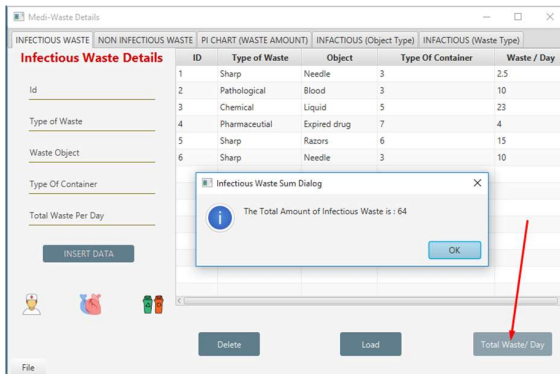 Medi-Waste Details
INFECTIOUS WASTE NON INFECTIOUS WASTE PI CHART (WASTE AMOUNT) INFACTIOUS (Object Type) INFACTIOUS (Waste Type)
Infectious Waste Details
ID Type of Waste Object Type Of Container Waste / Day
1 Sharp Needle 3 2.5
2 Pathological Blood 3 10
3 Chemical Liquid 5 23
4 Pharmaceutial Expired drug 7 4
5 Sharp Razors 6 15
6 Sharp Needle 3 10
Id
Type of Waste
Waste Object
Type Of Container
Total Waste Per Day
INSERT DATA
Infectious Waste Sum Dialog
The Total Amount of Infectious Waste is : 64
OK
Delete Load Total Waste/ Day
File